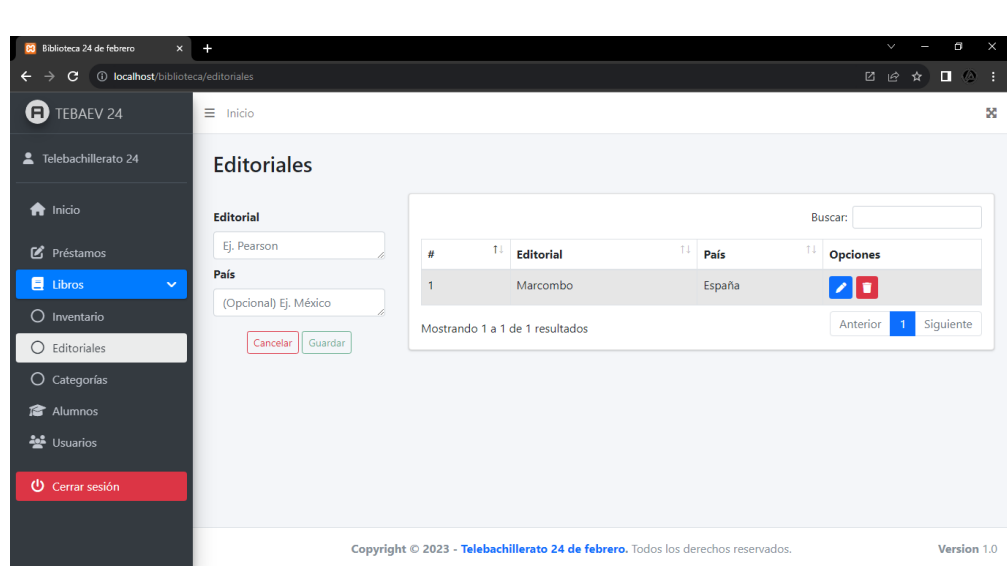 Biblioteca 24 de febrero
localhost/biblioteca/editoriales
TEBAEV 24
Inicio
Telebachillerato 24
Inicio
Préstamos
Libros
Inventario
Editoriales
Categorías
Alumnos
Usuarios
Cerrar sesión
Editoriales
Editorial
Ej. Pearson
País
(Opcional) Ej. México
Cancelar Guardar
Buscar:
# Editorial País Opciones
1 Marcombo España
Mostrando 1 a 1 de 1 resultados
Anterior 1 Siguiente
Copyright © 2023 - Telebachillerato 24 de febrero. Todos los derechos reservados.
Version 1.0